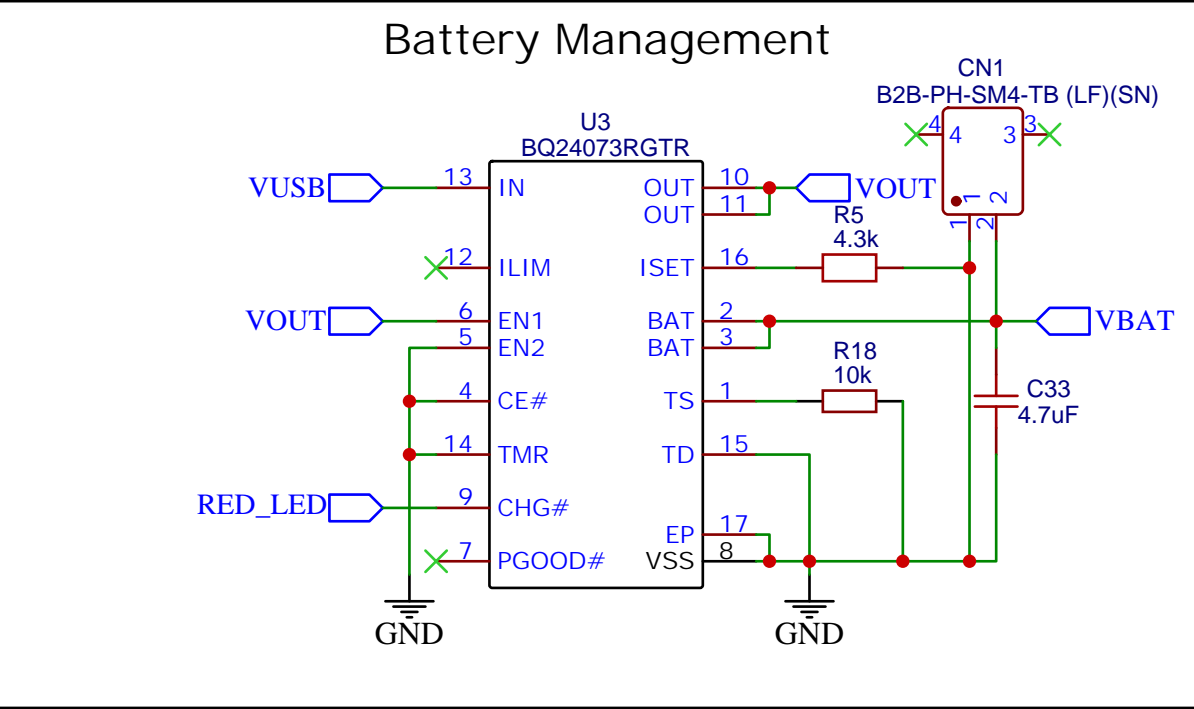 Battery Management
CN1
B2B-PH-SM4-TB (LF)(SN)
4
4
3
3
1
2
1
2
U3
BQ24073RGTR
VUSB
13
IN
OUT
10
VOUT
OUT
11
R5
4.3k
12
ILIM
ISET
16
VOUT
6
EN1
BAT
2
VBAT
5
EN2
BAT
3
R18
10k
4
CE#
TS
1
C33
4.7uF
14
TMR
TD
15
RED_LED
9
CHG#
EP
17
7
PGOOD#
VSS
8
GND
GND